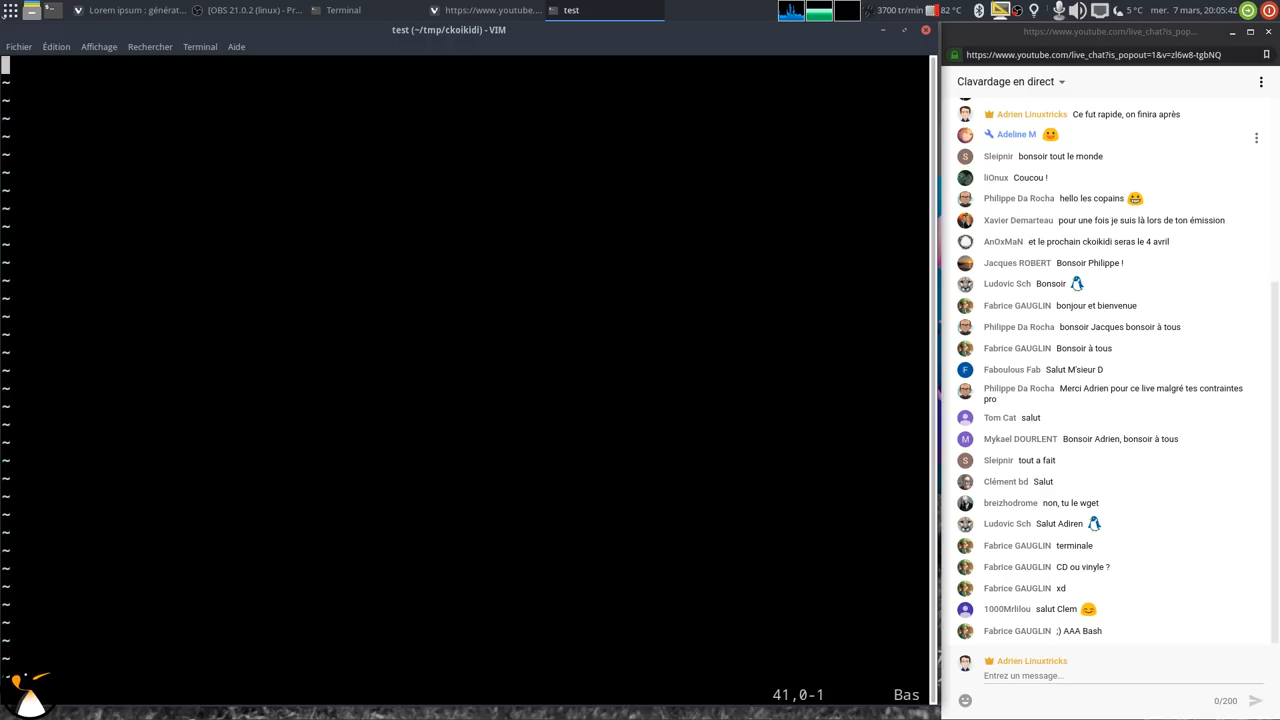 Lorem ipsum : générat...
[OBS 21.0.2 (linux) - Pr...
Terminal
https://www.youtube....
test
3700 tr/min
82 °C
5 °C
mer. 7 mars, 20:05:42
test (~/tmp/ckoikidi) - VIM
https://www.youtube.com/live_chat?is_pop...
Fichier Édition Affichage Rechercher Terminal Aide
https://www.youtube.com/live_chat?is_popout=1&v=zl6w8-tgbNQ
Clavardage en direct
Adrien Linuxtricks Ce fut rapide, on finira après
Adeline M
S Sleipnir bonsoir tout le monde
liOnux Coucou !
Philippe Da Rocha hello les copains
Xavier Demarteau pour une fois je suis là lors de ton émission
AnOxMaN et le prochain ckoikidi seras le 4 avril
Jacques ROBERT Bonsoir Philippe !
Ludovic Sch Bonsoir
Fabrice GAUGLIN bonjour et bienvenue
Philippe Da Rocha bonsoir Jacques bonsoir à tous
Fabrice GAUGLIN Bonsoir à tous
F Faboulous Fab Salut M'sieur D
Philippe Da Rocha Merci Adrien pour ce live malgré tes contraintes
pro
Tom Cat salut
M Mykael DOURLENT Bonsoir Adrien, bonsoir à tous
S Sleipnir tout a fait
Clément bd Salut
breizhodrome non, tu le wget
Ludovic Sch Salut Adiren
Fabrice GAUGLIN terminale
Fabrice GAUGLIN CD ou vinyle ?
Fabrice GAUGLIN xd
1000Mrlilou salut Clem
Fabrice GAUGLIN ;) AAA Bash
Adrien Linuxtricks
Entrez un message...
0/200
41,0-1 Bas